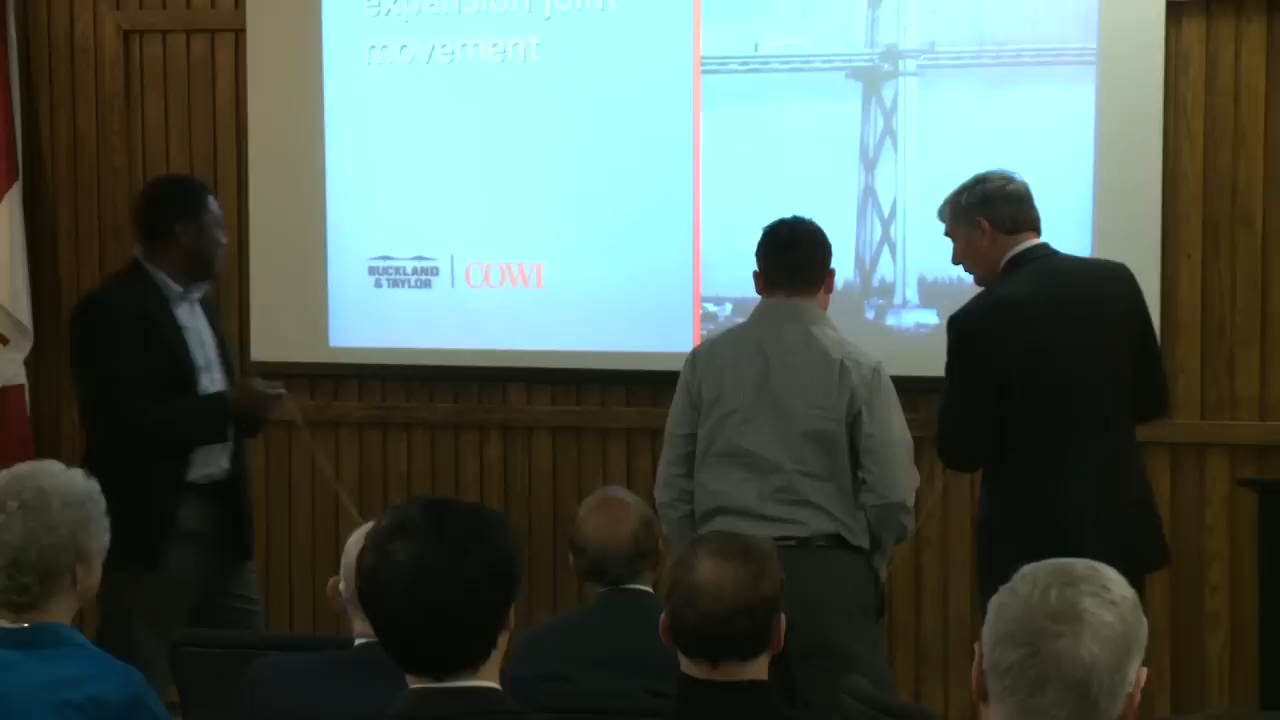 expansion joint
movement
BUCKLAND
& TAYLOR
COWI